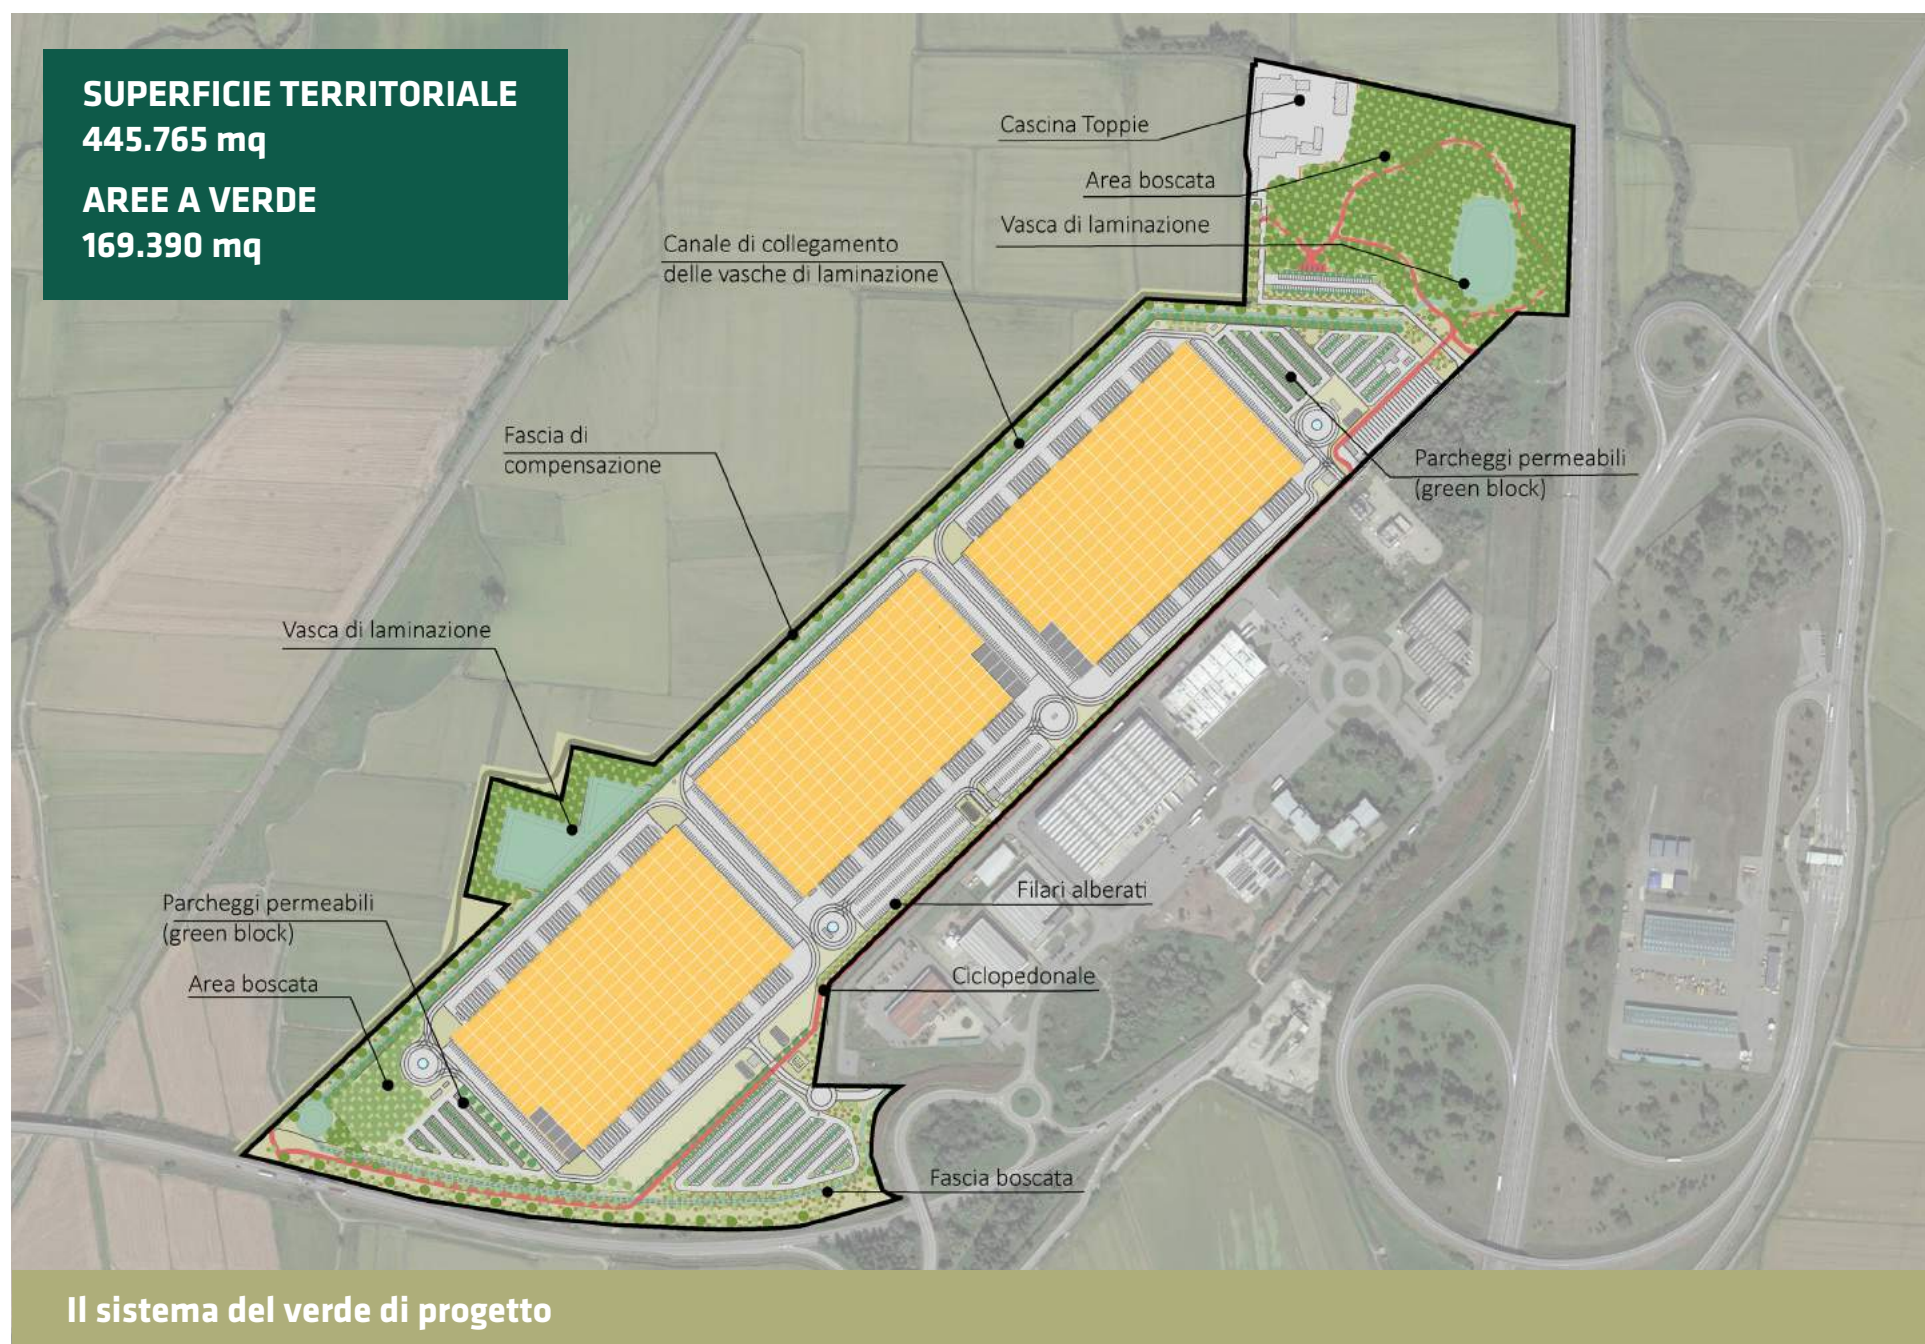 SUPERFICIE TERRITORIALE
445.765 mq
AREE A VERDE
169.390 mq
Cascina Toppie
Area boscata
Vasca di laminazione
Canale di collegamento
delle vasche di laminazione
Fascia di
compensazione
Parcheggi permeabili
(green block)
Vasca di laminazione
Filari alberati
Parcheggi permeabili
(green block)
Area boscata
Ciclopedonale
Fascia boscata
Il sistema del verde di progetto